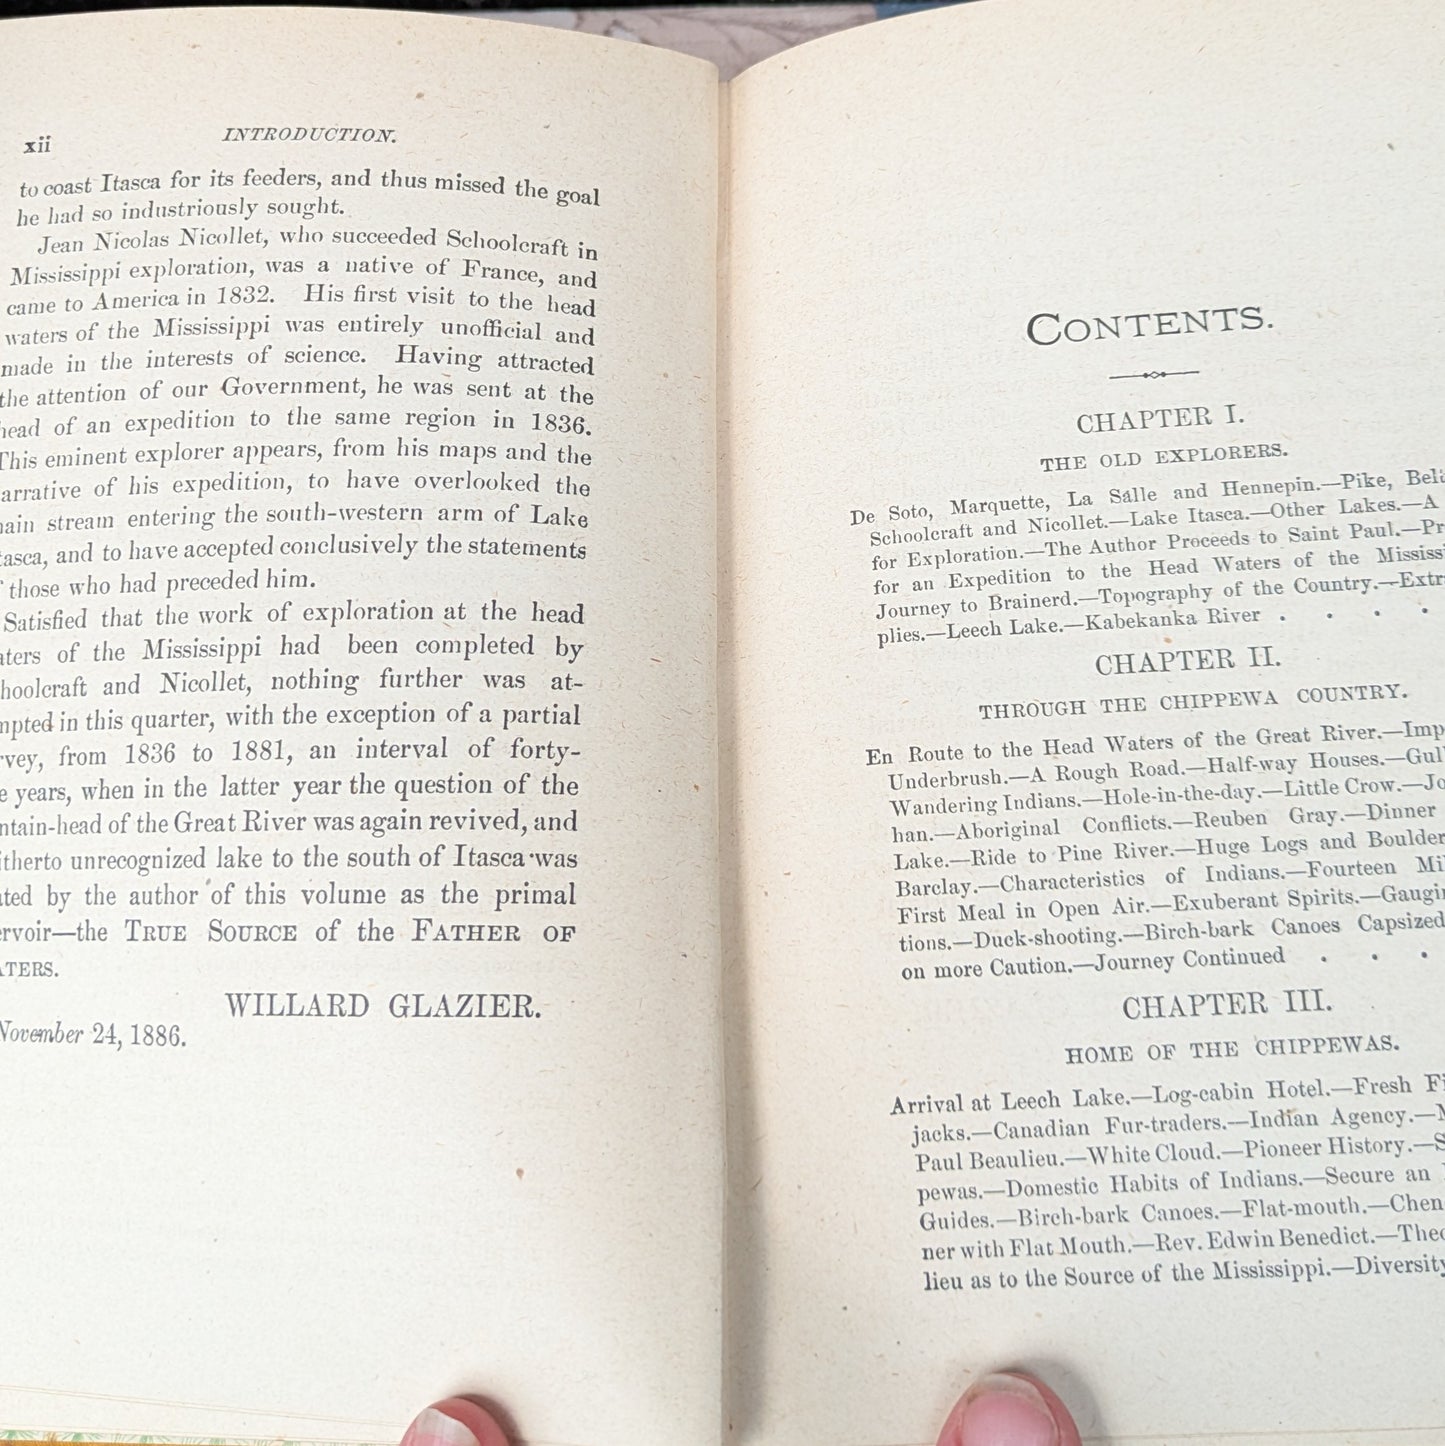 xii
INTRODUCTION.
to coast Itasca for its feeders, and thus missed the goal
he had so industriously sought.
Jean Nicolas Nicollet, who succeeded Schoolcraft in
Mississippi exploration, was a native of France, and
came to America in 1832. His first visit to the head
waters of the Mississippi was entirely unofficial and
made in the interests of science. Having attracted
the attention of our Government, he was sent at the
head of an expedition to the same region in 1836.
This eminent explorer appears, from his maps and the
arrative of his expedition, to have overlooked the
ain stream entering the south-western arm of Lake
tasca, and to have accepted conclusively the statements
those who had preceded him.
Satisfied that the work of exploration at the head
ters of the Mississippi had been completed by
hoolcraft and Nicollet, nothing further was at-
mpted in this quarter, with the exception of a partial
vey, from 1836 to 1881, an interval of forty-
e years, when in the latter year the question of the
ntain-head of the Great River was again revived, and
itherto unrecognized lake to the south of Itasca was
ted by the author of this volume as the primal
ervoir—the TRUE SOURCE of the FATHER OF
ATERS.
WILLARD GLAZIER.
November 24, 1886.
CONTENTS.
CHAPTER I.
THE OLD EXPLORERS.
De Soto, Marquette, La Salle and Hennepin.—Pike, Bel
Schoolcraft and Nicollet.—Lake Itasca.—Other Lakes.—A
for Exploration.—The Author Proceeds to Saint Paul.—Pr
for an Expedition to the Head Waters of the Mississi
Journey to Brainerd.—Topography of the Country.—Extr
plies.—Leech Lake.—Kabekanka River . . . .
CHAPTER II.
THROUGH THE CHIPPEWA COUNTRY.
En Route to the Head Waters of the Great River.—Imp
Underbrush.—A Rough Road.—Half-way Houses.—Gul
Wandering Indians.—Hole-in-the-day.—Little Crow.—Jo
han.—Aboriginal Conflicts.—Reuben Gray.—Dinner
Lake.—Ride to Pine River.—Huge Logs and Boulder
Barclay.—Characteristics of Indians.—Fourteen Mi
First Meal in Open Air.—Exuberant Spirits.—Gaugin
tions.—Duck-shooting.—Birch-bark Canoes Capsized
on more Caution.—Journey Continued . . .
CHAPTER III.
HOME OF THE CHIPPEWAS.
Arrival at Leech Lake.—Log-cabin Hotel.—Fresh Fi
jacks.—Canadian Fur-traders.—Indian Agency.—M
Paul Beaulieu.—White Cloud.—Pioneer History.—S
pewas.—Domestic Habits of Indians.—Secure an
Guides.—Birch-bark Canoes.—Flat-mouth.—Chen
ner with Flat Mouth.—Rev. Edwin Benedict.—Theo
lieu as to the Source of the Mississippi.—Diversity